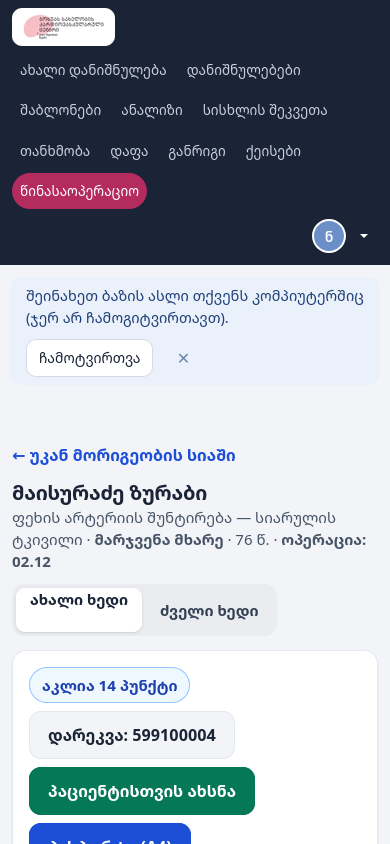 ახალი დანიშნულება
დანიშნულებები
შაბლონები
ანალიზი
სისხლის შეკვეთა
თანხმობა
დაფა
განრიგი
ქეისები
წინასაოპერაციო
ნ
შეინახეთ ბაზის ასლი თქვენს კომპიუტერშიც
(ჯერ არ ჩამოგიტვირთავთ).
ჩამოტვირთვა
×
← უკან მორიგეობის სიაში
მაისურაძე ზურაბი
ფეხის არტერიის შუნტირება — სიარულის
ტკივილი · მარჯვენა მხარე · 76 წ. · ოპერაცია:
02.12
ახალი ხედი
ძველი ხედი
აკლია 14 პუნქტი
დარეკვა: 599100004
პაციენტისთვის ახსნა